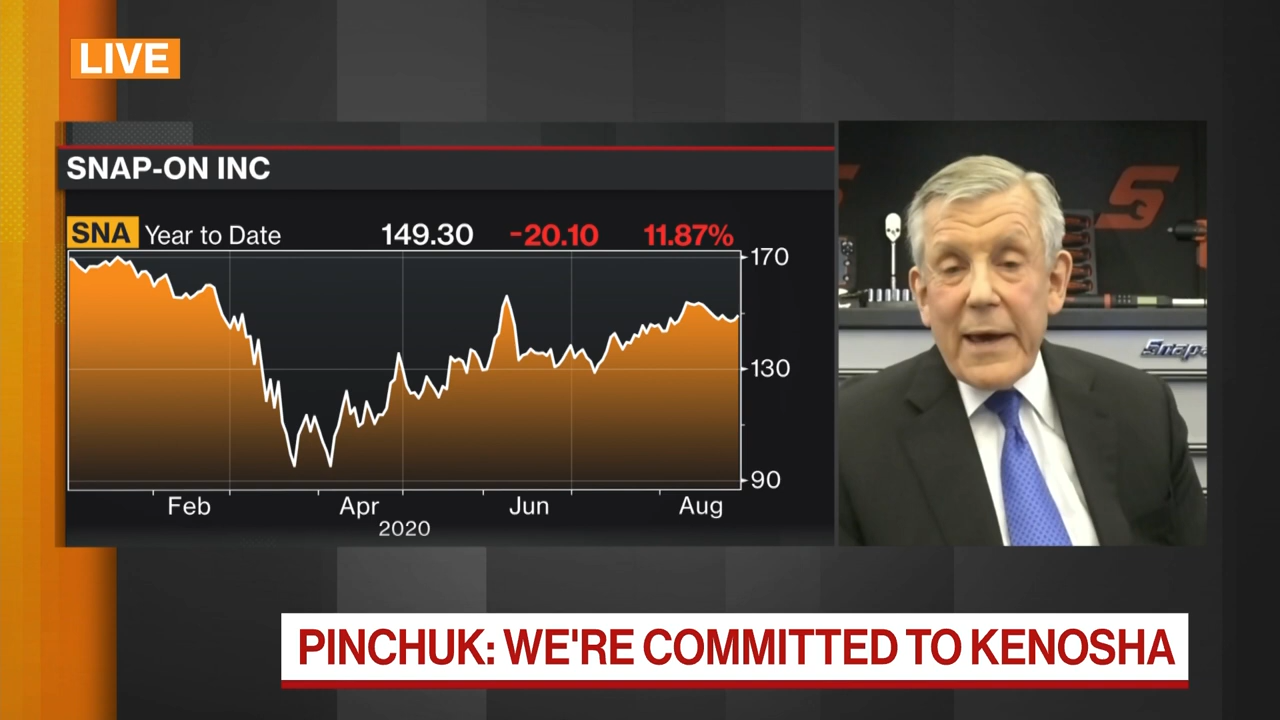 LIVE
SNAP-ON INC
SNA Year to Date 149.30 -20.10 11.87%
170
130
90
Feb Apr Jun Aug
2020
Snap-
PINCHUK: WE'RE COMMITTED TO KENOSHA